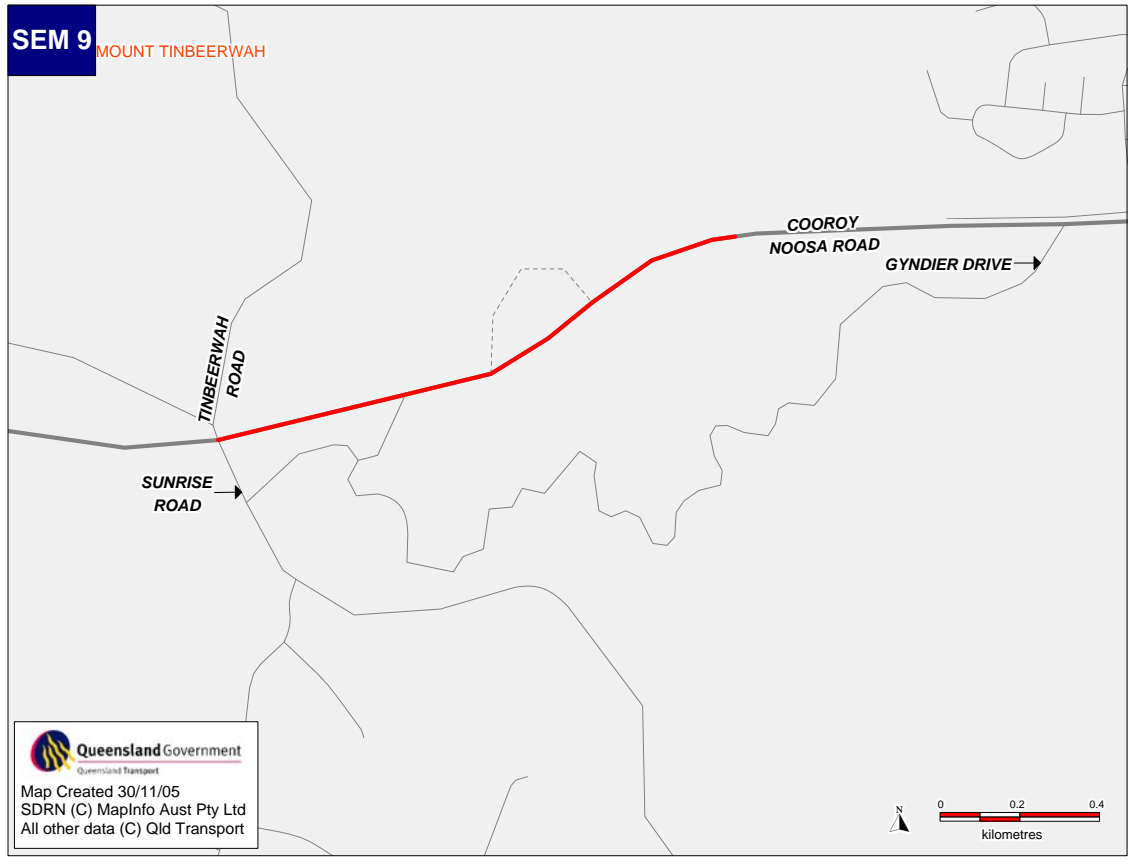 SEM 9
MOUNT TINBEERWAH
COOROY
NOOSA ROAD
GYNDIER DRIVE
TINBEERWAH
ROAD
SUNRISE
ROAD
Queensland Government
Queensland Transport
Map Created 30/11/05
SDRN (C) MapInfo Aust Pty Ltd
All other data (C) Qld Transport
N
0 0.2 0.4
kilometres